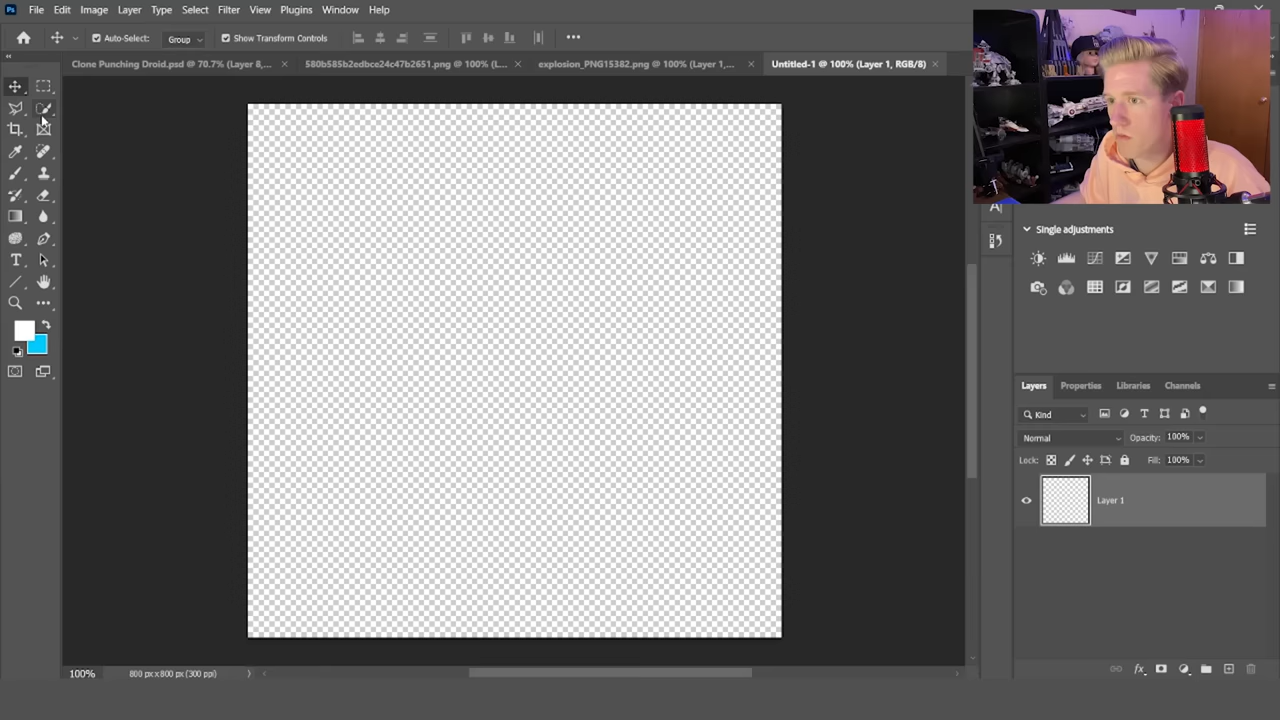 Ps File Edit Image Layer Type Select Filter View Plugins Window Help
Auto-Select: Group Show Transform Controls
Clone Punching Droid.psd @ 70.7% (Layer 8,... 580b585b2edbce24c47b2651.png @ 100% (L... explosion_PNG15382.png @ 100% (Layer 1,... Untitled-1 @ 100% (Layer 1, RGB/8)
Single adjustments
Layers Properties Libraries Channels
Kind
Normal Opacity: 100%
Lock: Fill: 100%
Layer 1
fx
100% 800 px x 800 px (300 ppi)